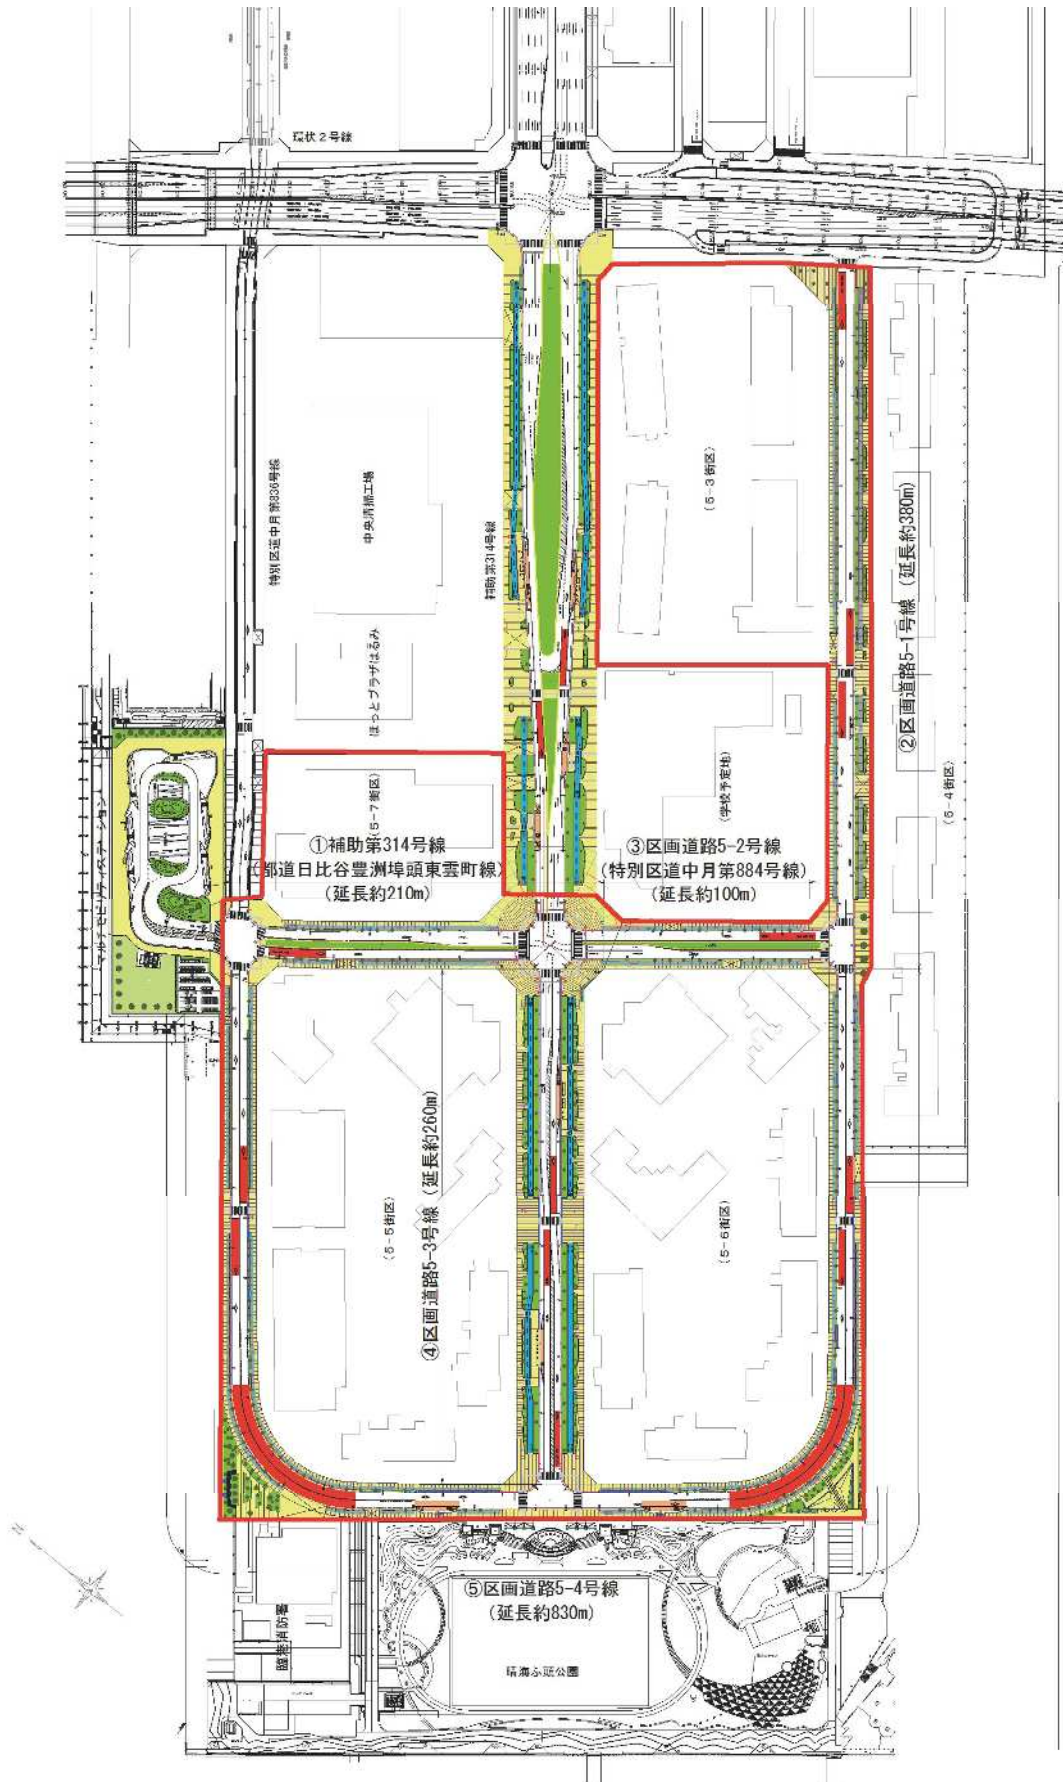 環状2号線
特別区道中月第836号線
中央清掃工場
補助第314号線
(5-3街区)
②区画道路5-1号線(延長約380m)
(5-4街区)
ほっとプラザはるみ
(5-7街区)
(学校予定地)
マルチモビリティステーション
①補助第314号線
(都道日比谷豊洲埠頭東雲町線)
(延長約210m)
③区画道路5-2号線
(特別区道中月第884号線)
(延長約100m)
(5-5街区)
④区画道路5-3号線(延長約260m)
(5-6街区)
N
臨港消防署
⑤区画道路5-4号線
(延長約830m)
晴海ふ頭公園